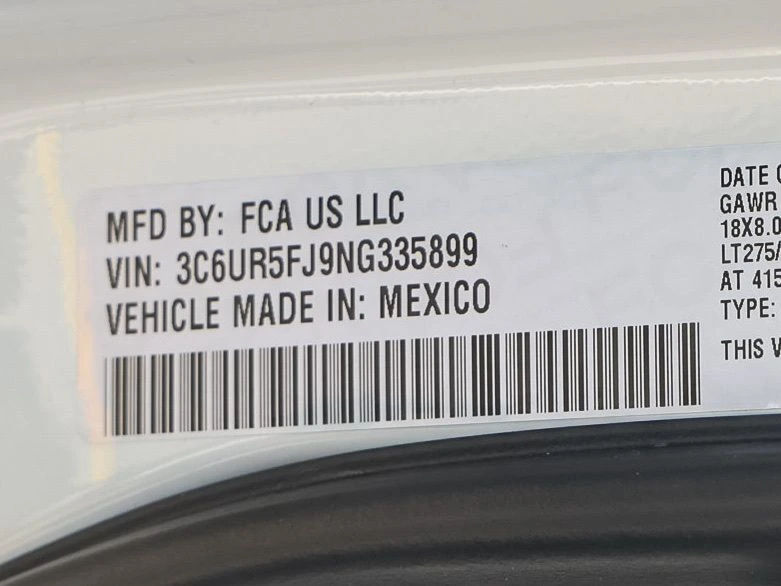 MFD BY: FCA US LLC
VIN: 3C6UR5FJ9NG335899
VEHICLE MADE IN: MEXICO
DATE
GAWR
18X8.0
LT275/
AT 415
TYPE:
THIS V